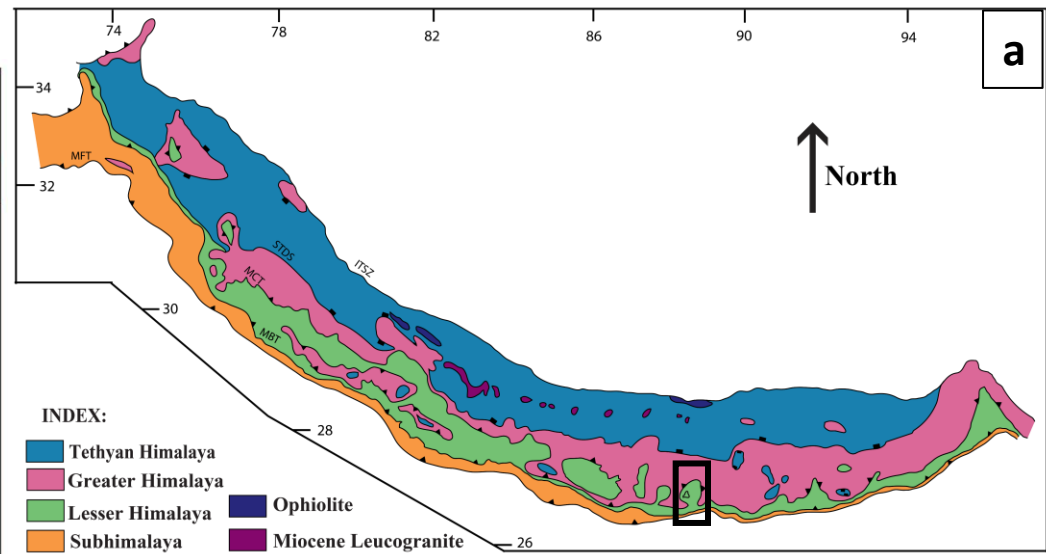 74 78 82 86 90 94
a
34
MFT
North
32
STDS
ITSZ
MCT
30
MBT
INDEX:
28
Tethyan Himalaya
Greater Himalaya
Lesser Himalaya
Ophiolite
Subhimalaya
Miocene Leucogranite
26